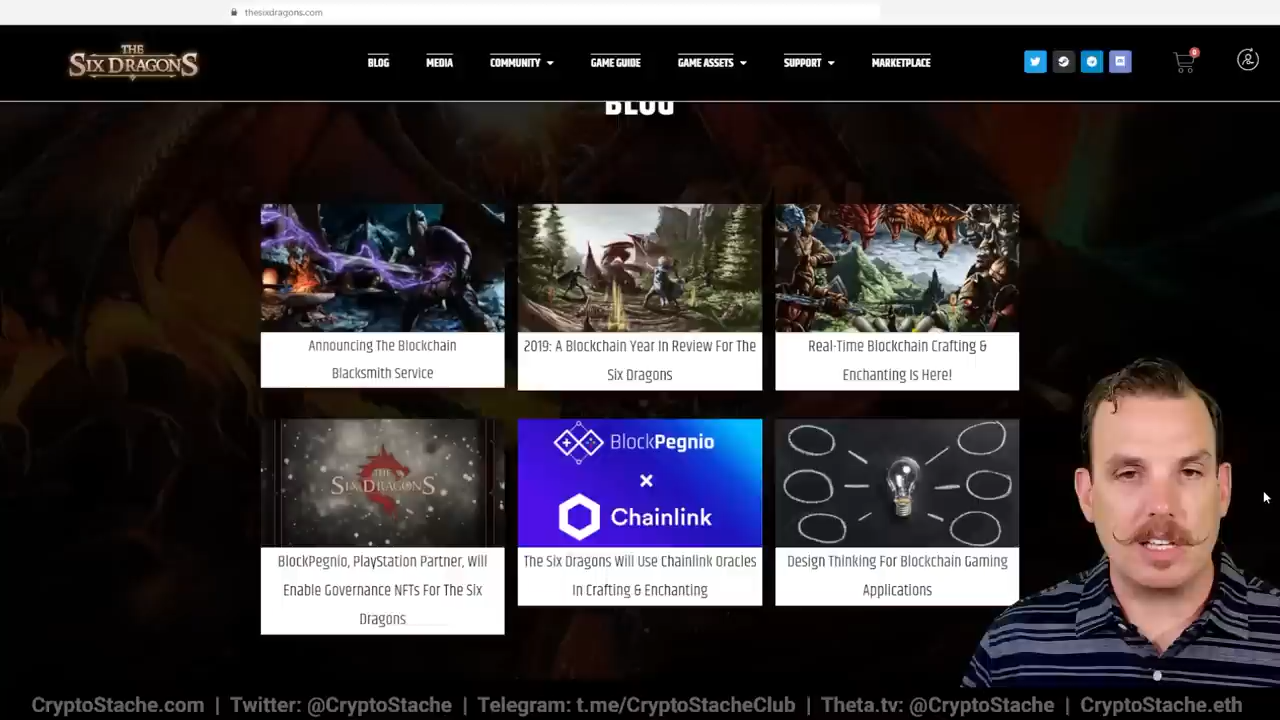 thesixdragons.com
THE
SIX DRAGONS
BLOG
MEDIA
COMMUNITY
GAME GUIDE
GAME ASSETS
SUPPORT
MARKETPLACE
0
BLOG
Announcing The Blockchain
Blacksmith Service
2019: A Blockchain Year In Review For The
Six Dragons
Real-Time Blockchain Crafting &
Enchanting Is Here!
THE
SIX DRAGONS
BlockPegnio
×
Chainlink
BlockPegnio, PlayStation Partner, Will
Enable Governance NFTs For The Six
Dragons
The Six Dragons Will Use Chainlink Oracles
In Crafting & Enchanting
Design Thinking For Blockchain Gaming
Applications
CryptoStache.com | Twitter: @CryptoStache | Telegram: t.me/CryptoStacheClub | Theta.tv: @CryptoStache | CryptoStache.eth